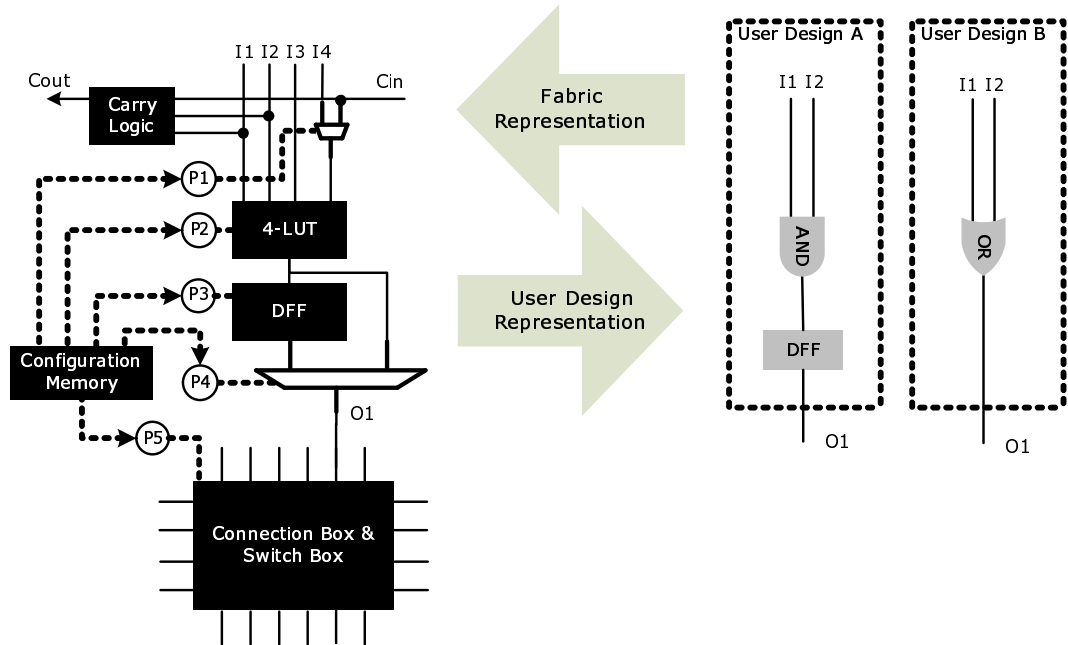 I1 I2 I3 I4
Cout
Cin
Carry
Logic
P1
P2
4-LUT
P3
DFF
Configuration
Memory
P4
O1
P5
Connection Box &
Switch Box
Fabric
Representation
User Design
Representation
User Design A
I1 I2
AND
DFF
O1
User Design B
I1 I2
OR
O1